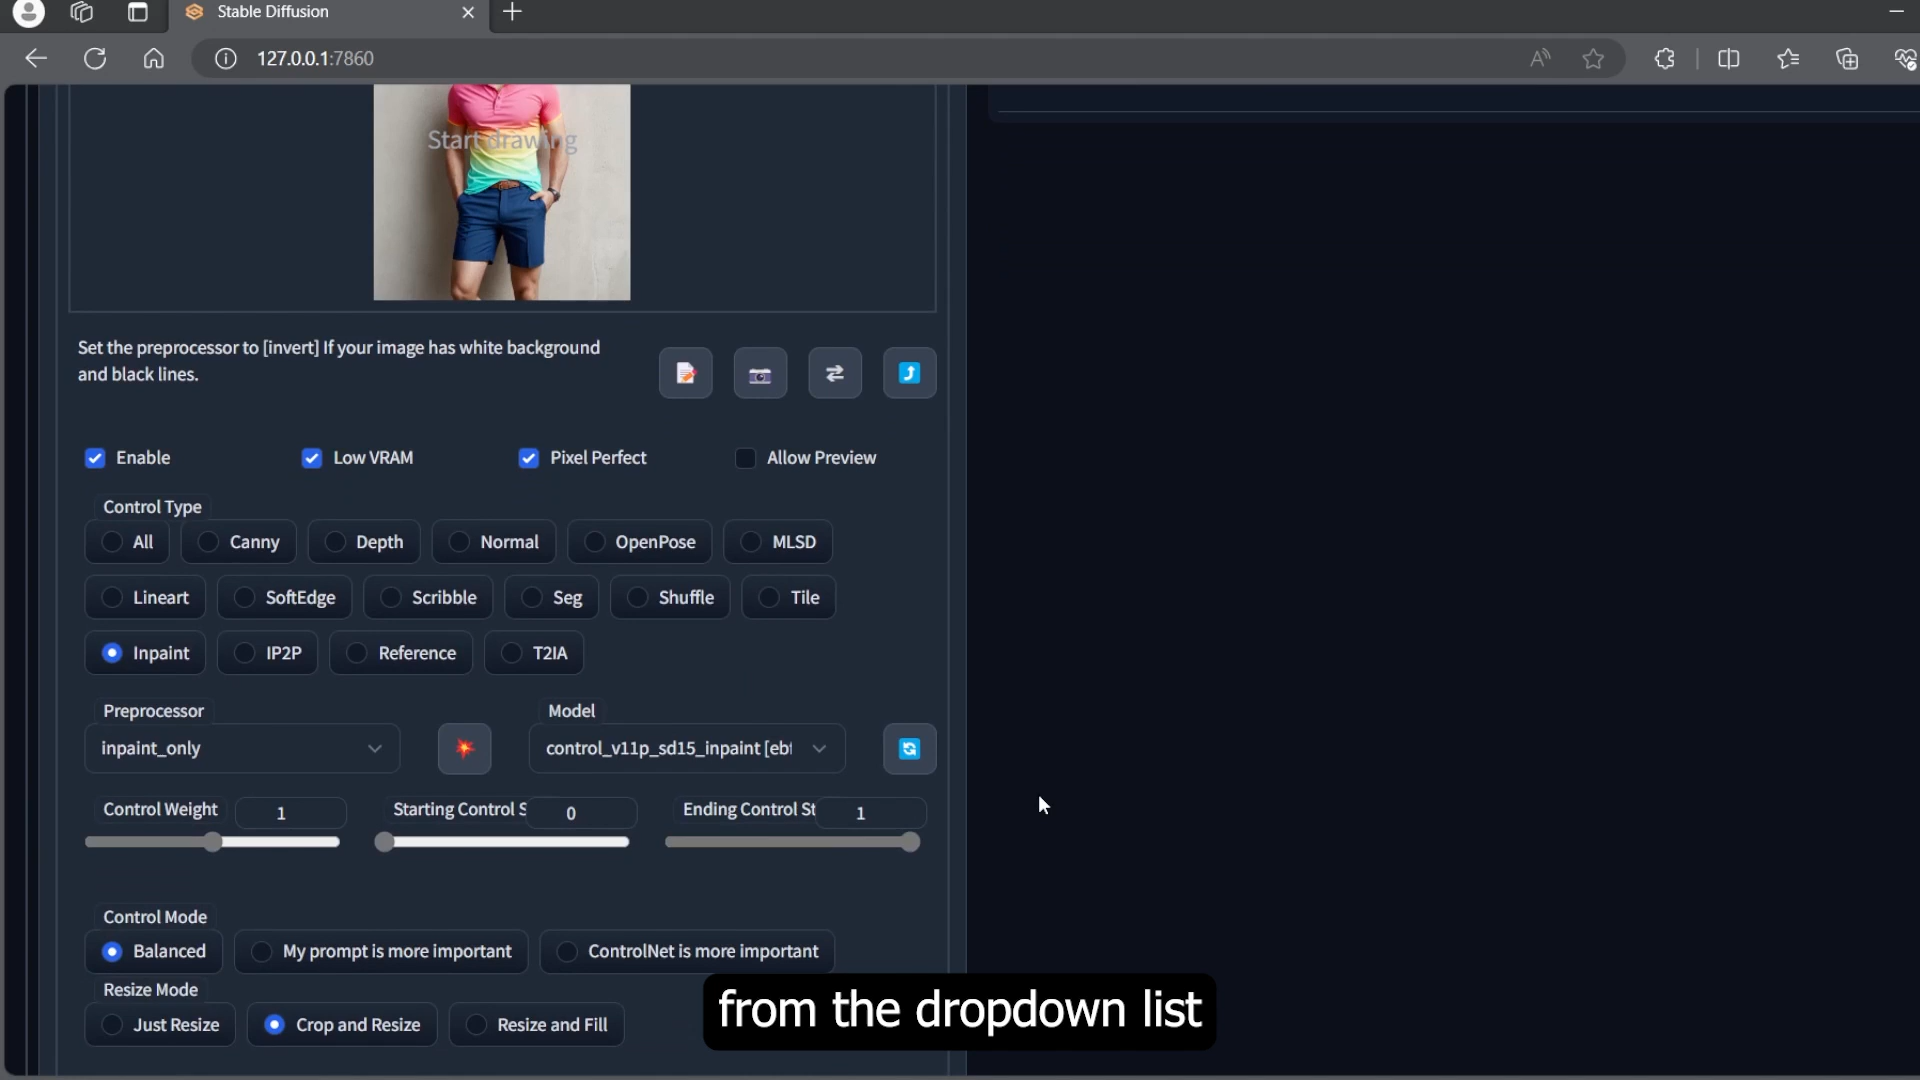 Stable Diffusion
127.0.0.1:7860
Start drawing
Set the preprocessor to [invert] If your image has white background
and black lines.
Enable Low VRAM Pixel Perfect Allow Preview
Control Type
All Canny Depth Normal OpenPose MLSD
Lineart SoftEdge Scribble Seg Shuffle Tile
Inpaint IP2P Reference T2IA
Preprocessor Model
inpaint_only control_v11p_sd15_inpaint [ebf
Control Weight 1 Starting Control S 0 Ending Control St 1
Control Mode
Balanced My prompt is more important ControlNet is more important
Resize Mode
Just Resize Crop and Resize Resize and Fill
from the dropdown list